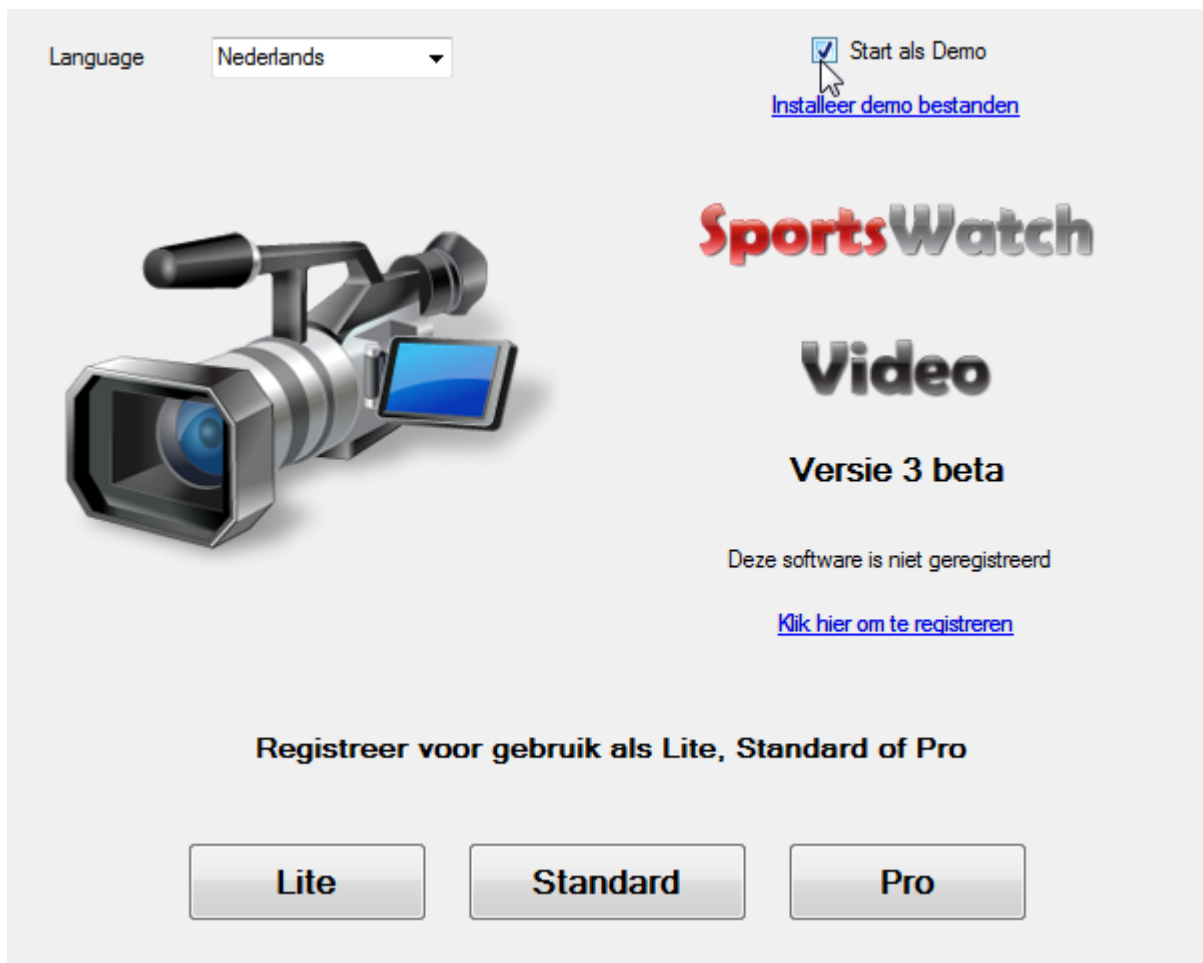 Language
Nederlands
Start als Demo
Installeer demo bestanden
SportsWatch
Video
Versie 3 beta
Deze software is niet geregistreerd
Klik hier om te registreren
Registreer voor gebruik als Lite, Standard of Pro
Lite
Standard
Pro